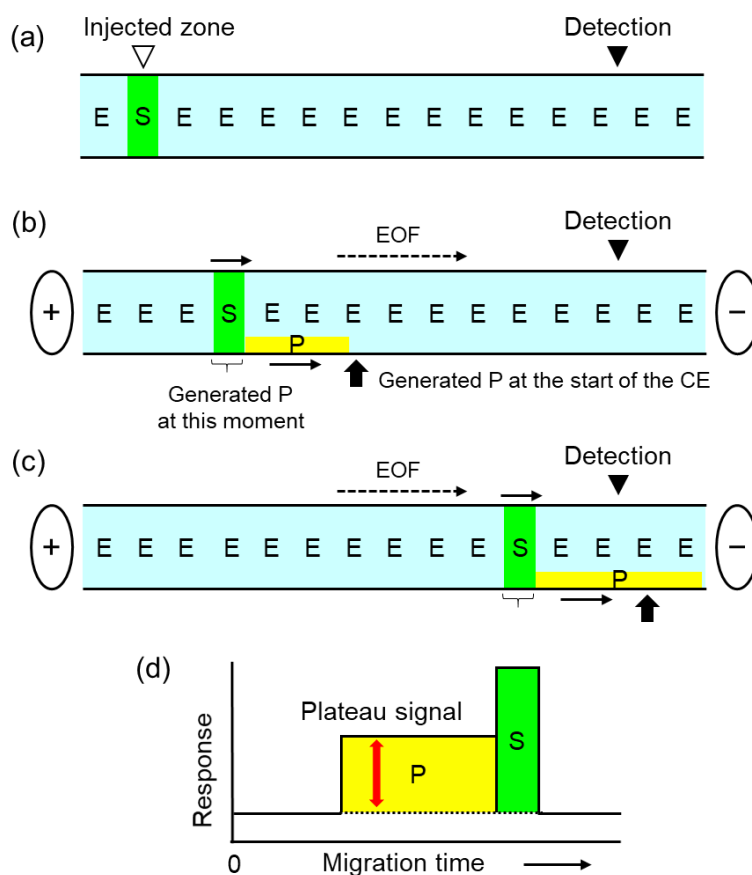 (a)
Injected zone
Detection
E S E E E E E E E E E E E E E
(b)
EOF
Detection
+ E E E S E E E E E E E E E E E −
P
Generated P
at this moment
Generated P at the start of the CE
(c)
EOF
Detection
+ E E E E E E E E E E S E E E E −
P
(d)
Response
Plateau signal
P
S
0
Migration time